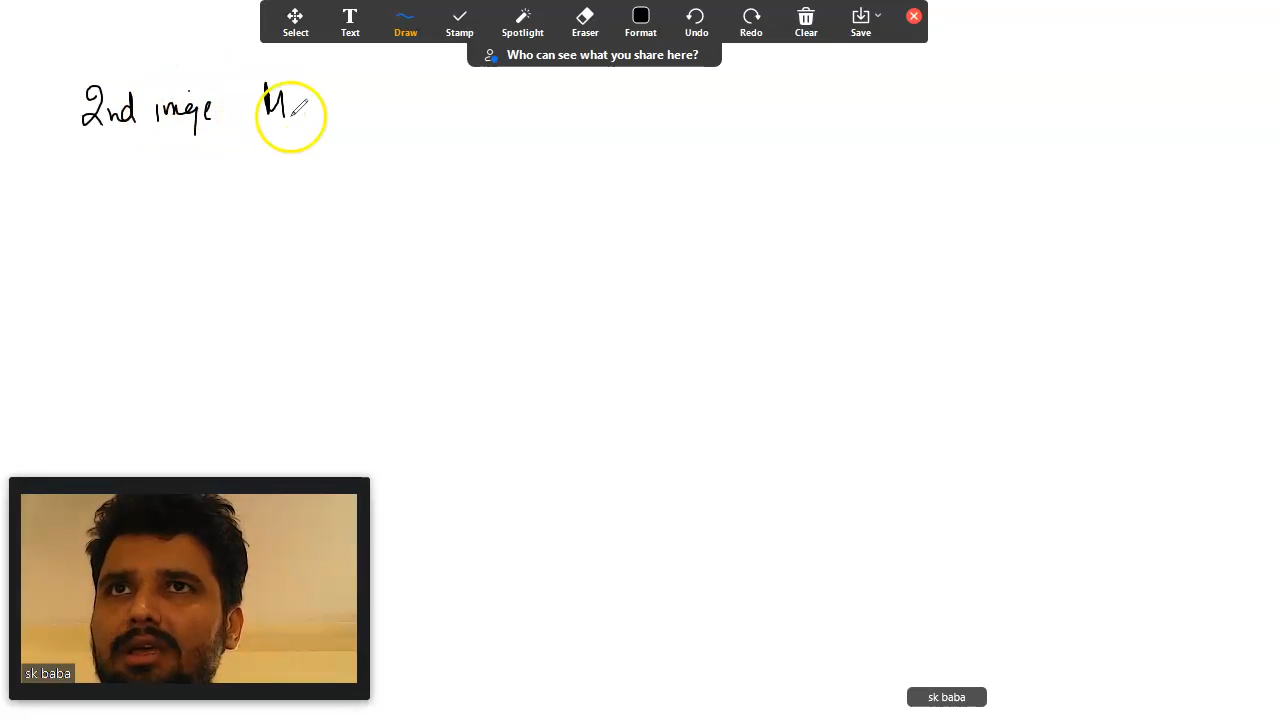 Select Text Draw Stamp Spotlight Eraser Format Undo Redo Clear Save
Who can see what you share here?
2nd image M
sk baba
sk baba